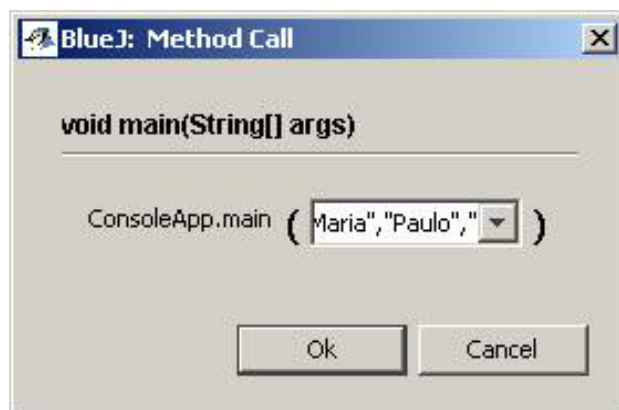 BlueJ: Method Call
void main(String[] args)
ConsoleApp.main ( Maria","Paulo"," )
Ok Cancel